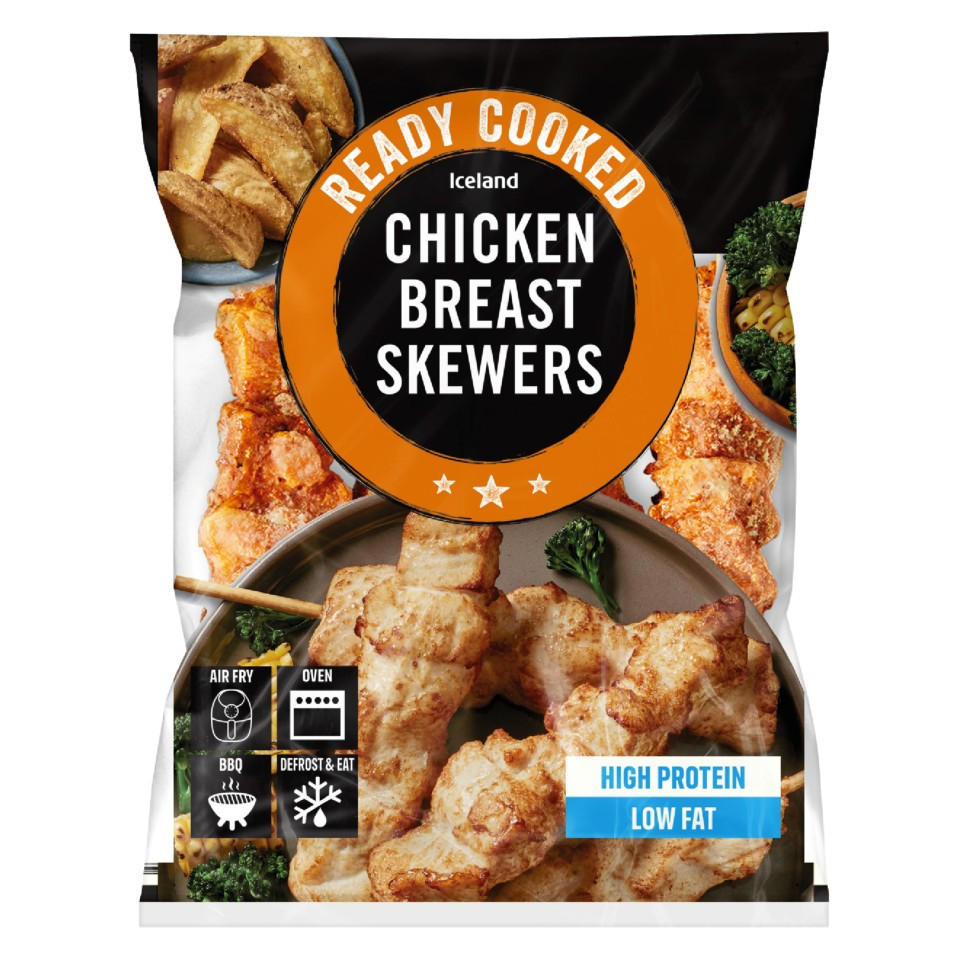 READY COOKED
Iceland
CHICKEN
BREAST
SKEWERS
AIR FRY
OVEN
BBQ
DEFROST & EAT
HIGH PROTEIN
LOW FAT